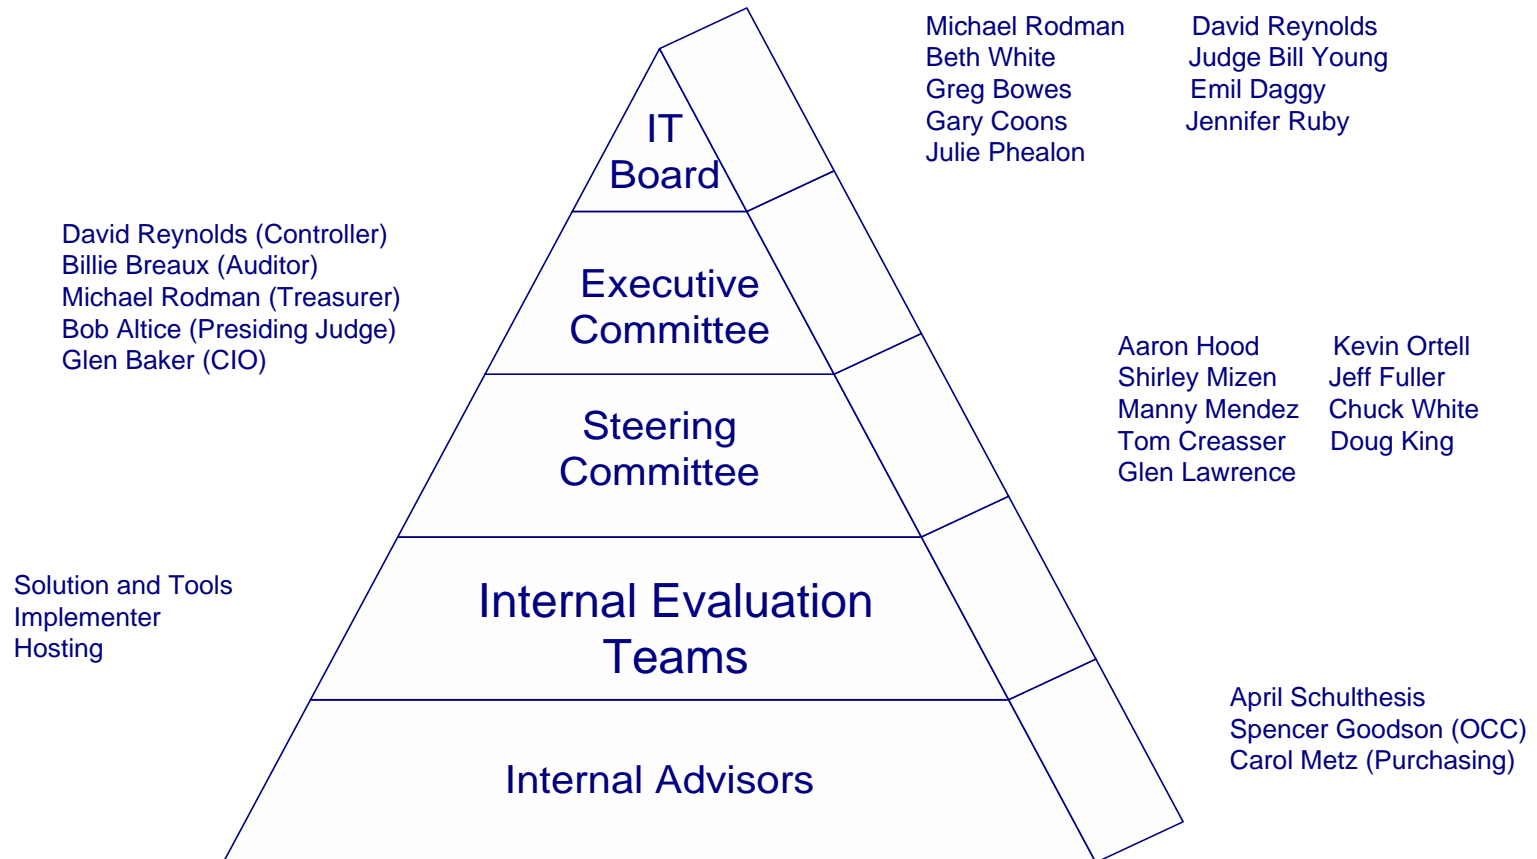 Michael Rodman David Reynolds
Beth White Judge Bill Young
Greg Bowes Emil Daggy
Gary Coons Jennifer Ruby
Julie Phealon
IT
Board
David Reynolds (Controller)
Billie Breaux (Auditor)
Michael Rodman (Treasurer)
Bob Altice (Presiding Judge)
Glen Baker (CIO)
Executive
Committee
Aaron Hood Kevin Ortell
Shirley Mizen Jeff Fuller
Manny Mendez Chuck White
Tom Creasser Doug King
Glen Lawrence
Steering
Committee
Solution and Tools
Implementer
Hosting
Internal Evaluation
Teams
April Schulthesis
Spencer Goodson (OCC)
Carol Metz (Purchasing)
Internal Advisors